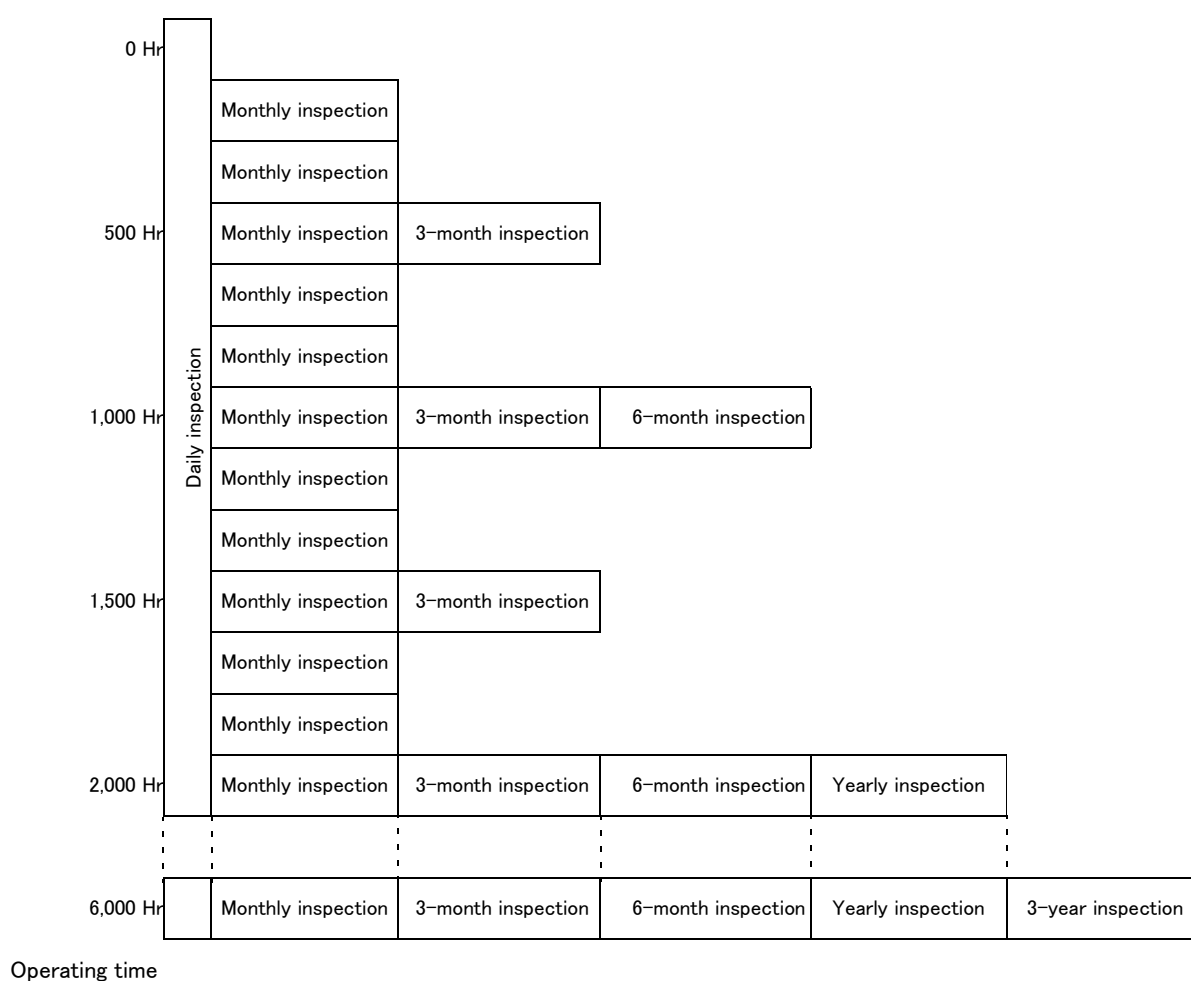 0 Hr
Monthly inspection
Monthly inspection
500 Hr Monthly inspection 3-month inspection
Monthly inspection
Monthly inspection
Daily inspection
1,000 Hr Monthly inspection 3-month inspection 6-month inspection
Monthly inspection
Monthly inspection
1,500 Hr Monthly inspection 3-month inspection
Monthly inspection
Monthly inspection
2,000 Hr Monthly inspection 3-month inspection 6-month inspection Yearly inspection
6,000 Hr Monthly inspection 3-month inspection 6-month inspection Yearly inspection 3-year inspection
Operating time